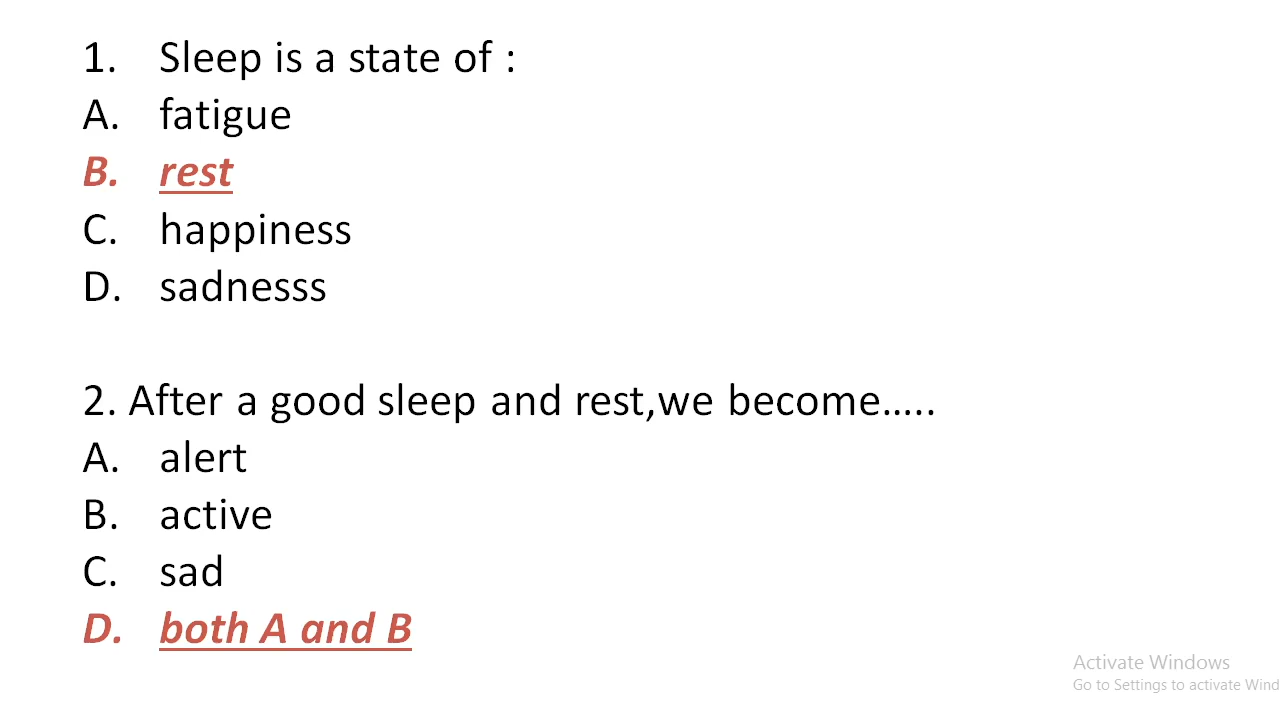 1. Sleep is a state of :
A. fatigue
B. rest
C. happiness
D. sadnesss
2. After a good sleep and rest,we become…..
A. alert
B. active
C. sad
D. both A and B
Activate Windows
Go to Settings to activate Wind